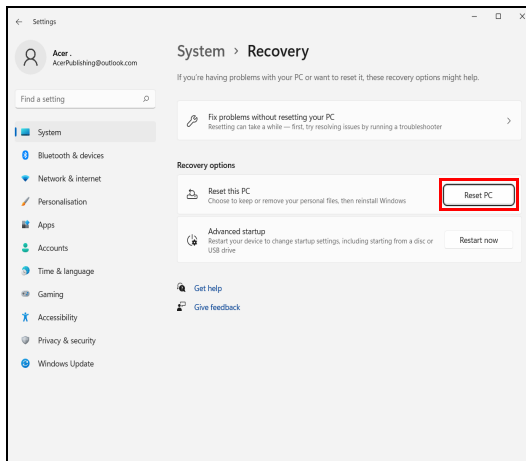 Settings
Acer .
AcerPublishing@outlook.com
Find a setting
System
Bluetooth & devices
Network & internet
Personalisation
Apps
Accounts
Time & language
Gaming
Accessibility
Privacy & security
Windows Update
System > Recovery
If you're having problems with your PC or want to reset it, these recovery options might help.
Fix problems without resetting your PC
Resetting can take a while — first, try resolving issues by running a troubleshooter
Recovery options
Reset this PC
Choose to keep or remove your personal files, then reinstall Windows
Reset PC
Advanced startup
Restart your device to change startup settings, including starting from a disc or
USB drive
Restart now
Get help
Give feedback